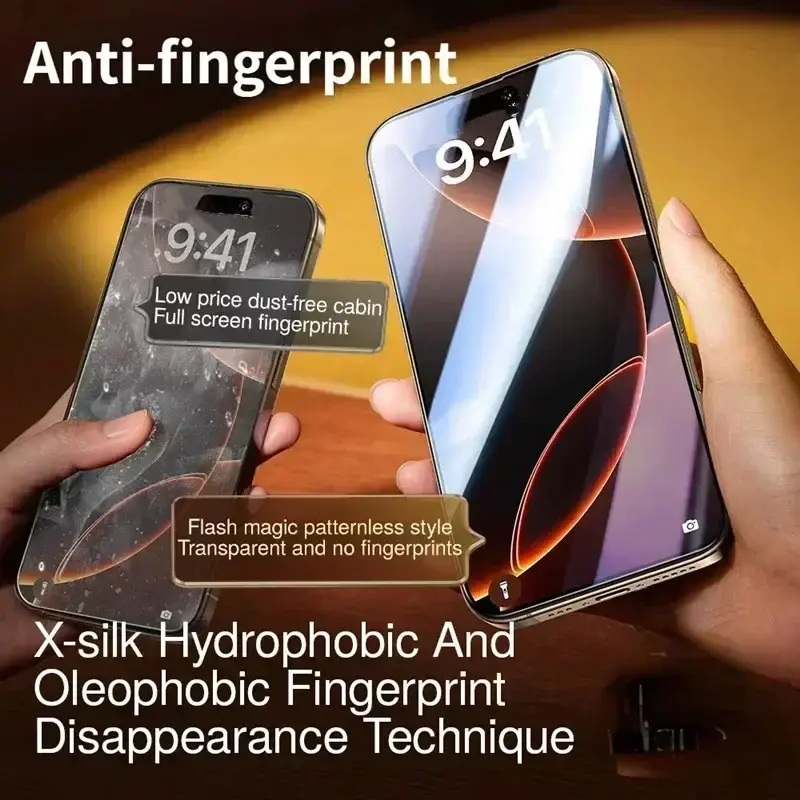 Anti-fingerprint
9:41
9:41
Low price dust-free cabin
Full screen fingerprint
Flash magic patternless style
Transparent and no fingerprints
X-silk Hydrophobic And
Oleophobic Fingerprint
Disappearance Technique